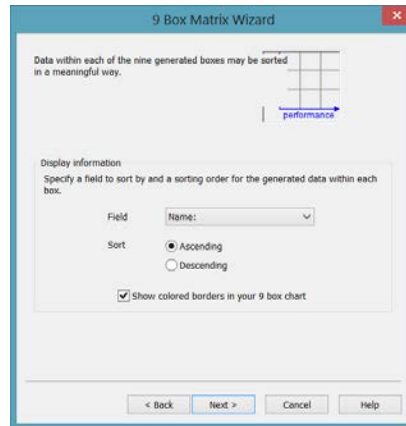 9 Box Matrix Wizard
Data within each of the nine generated boxes may be sorted
in a meaningful way.
performance
Display information
Specify a field to sort by and a sorting order for the generated data within each
box.
Field Name:
Sort Ascending
Descending
Show colored borders in your 9 box chart
< Back Next > Cancel Help